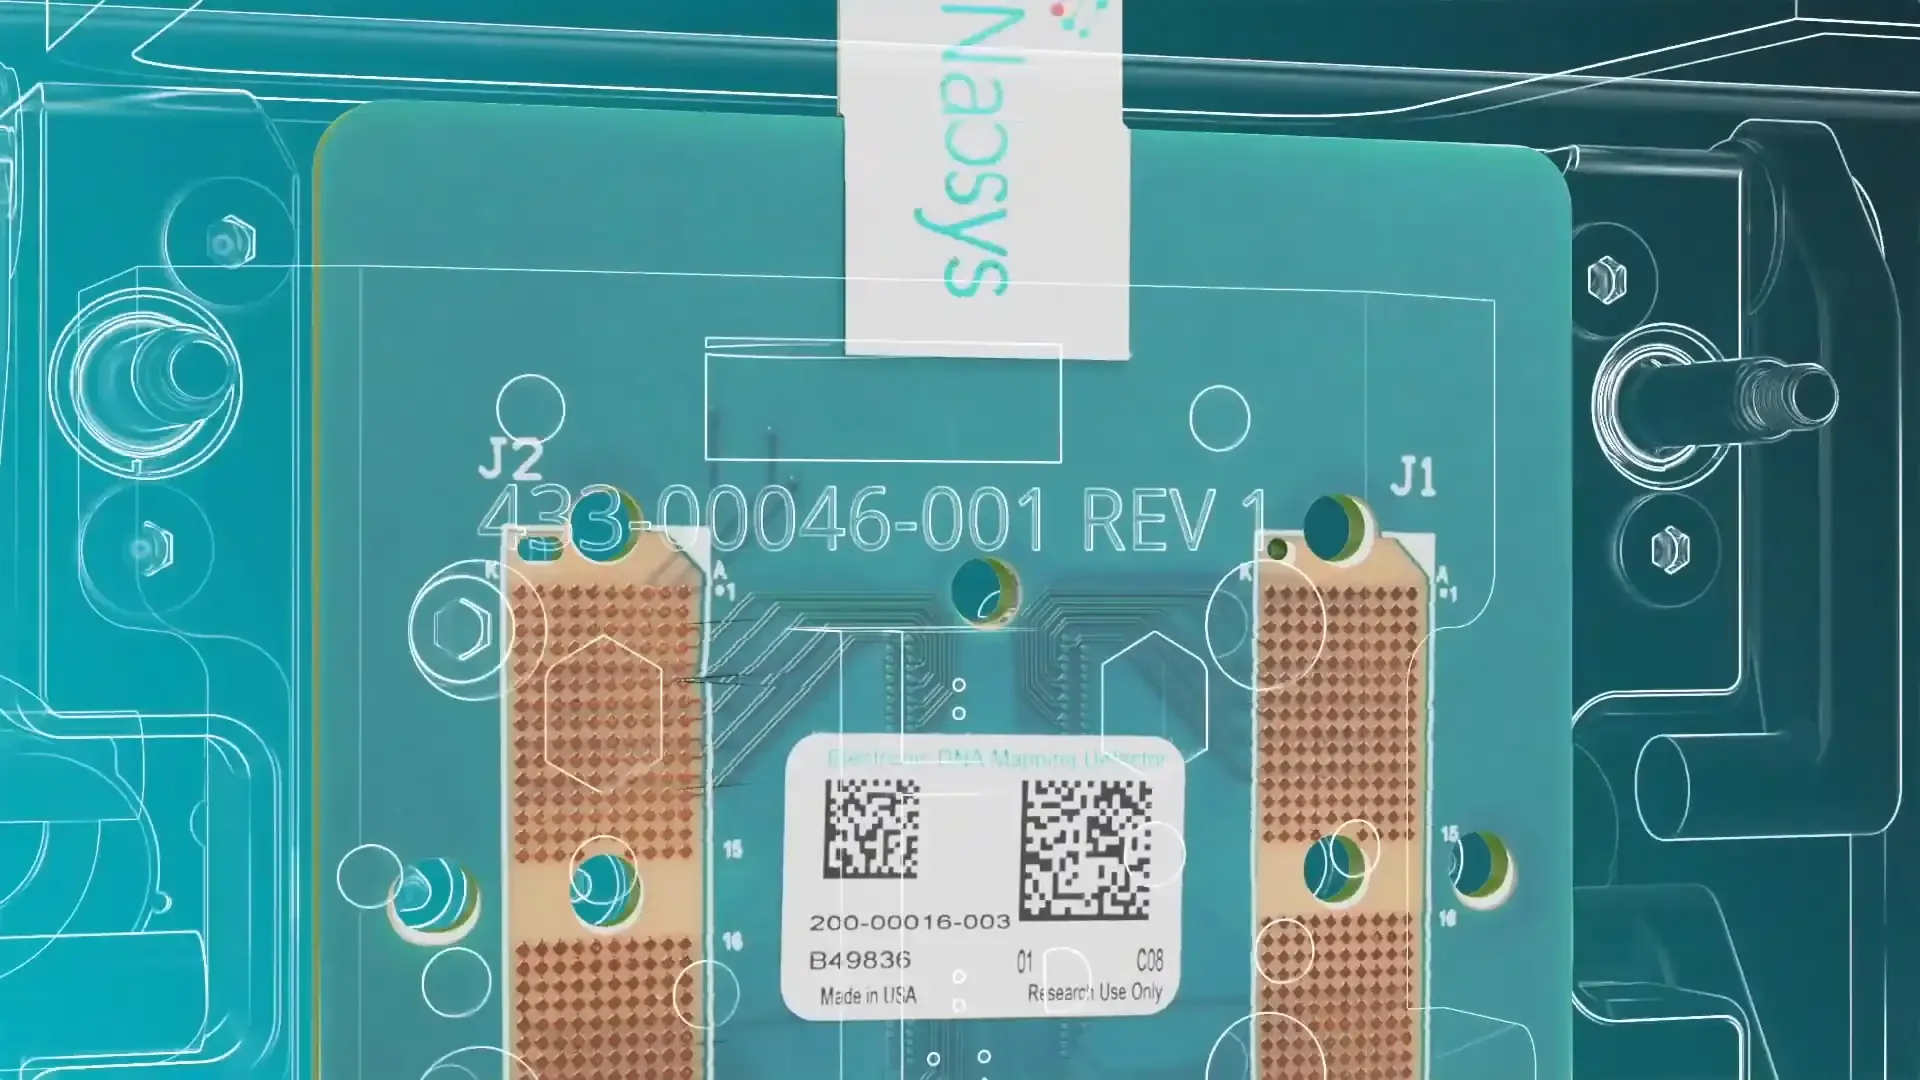 Nabsys
J2
J1
433-00046-001 REV 1
K
A
1
K
A
1
Electronic DNA Mapping Detector
15
15
16
16
200-00016-003
B49836
01
C08
Made in USA
Research Use Only